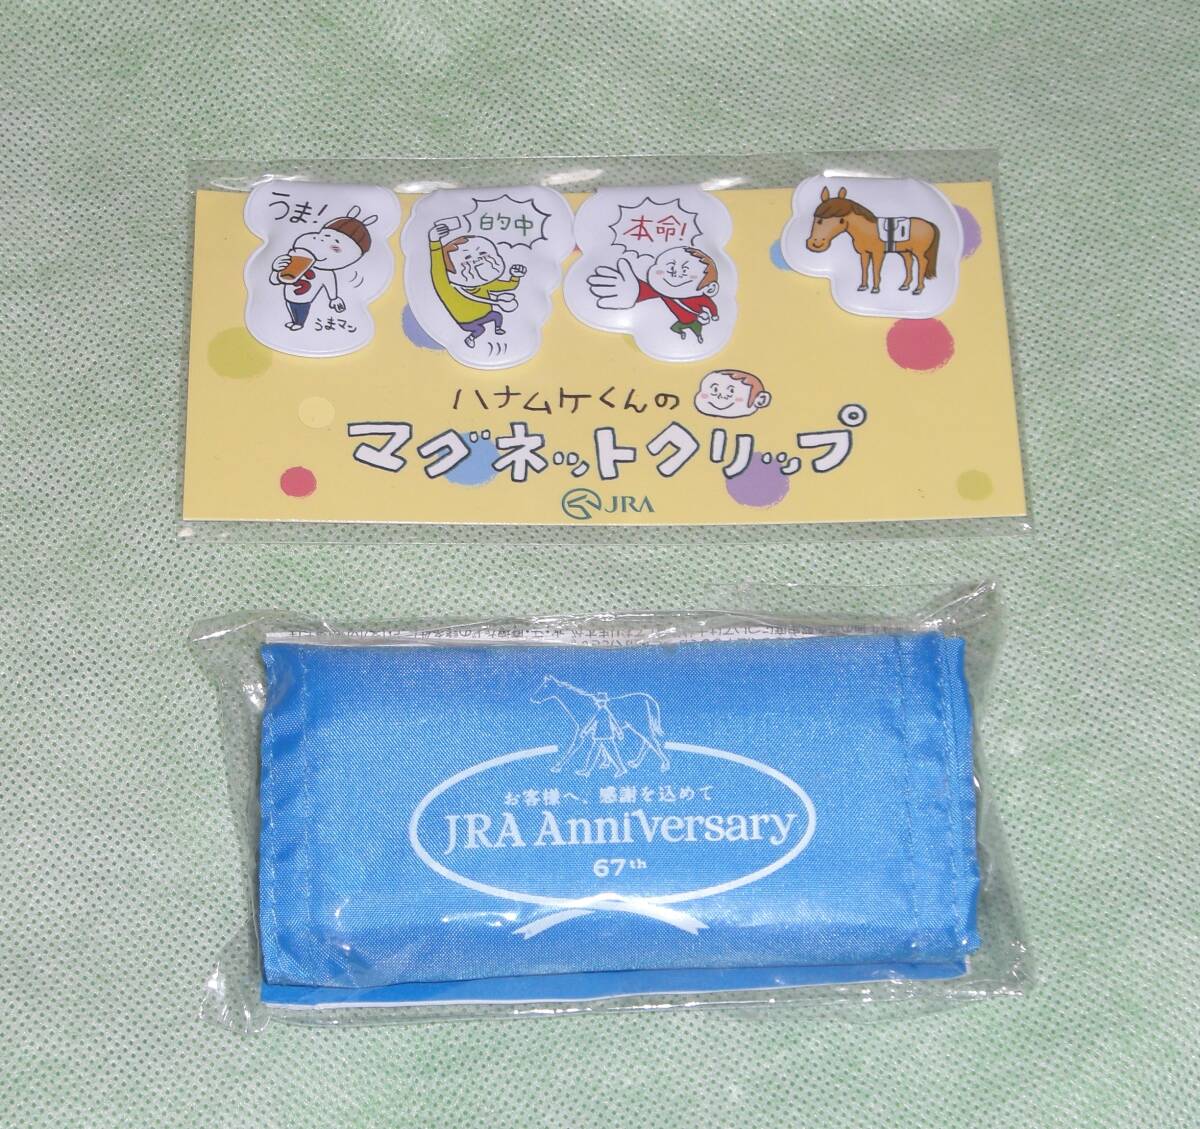 うま!
うまマン
的中
本命!
ハナムケくんの
マグネットクリップ
JRA
お客様へ、感謝を込めて
JRA Anniversary
67th